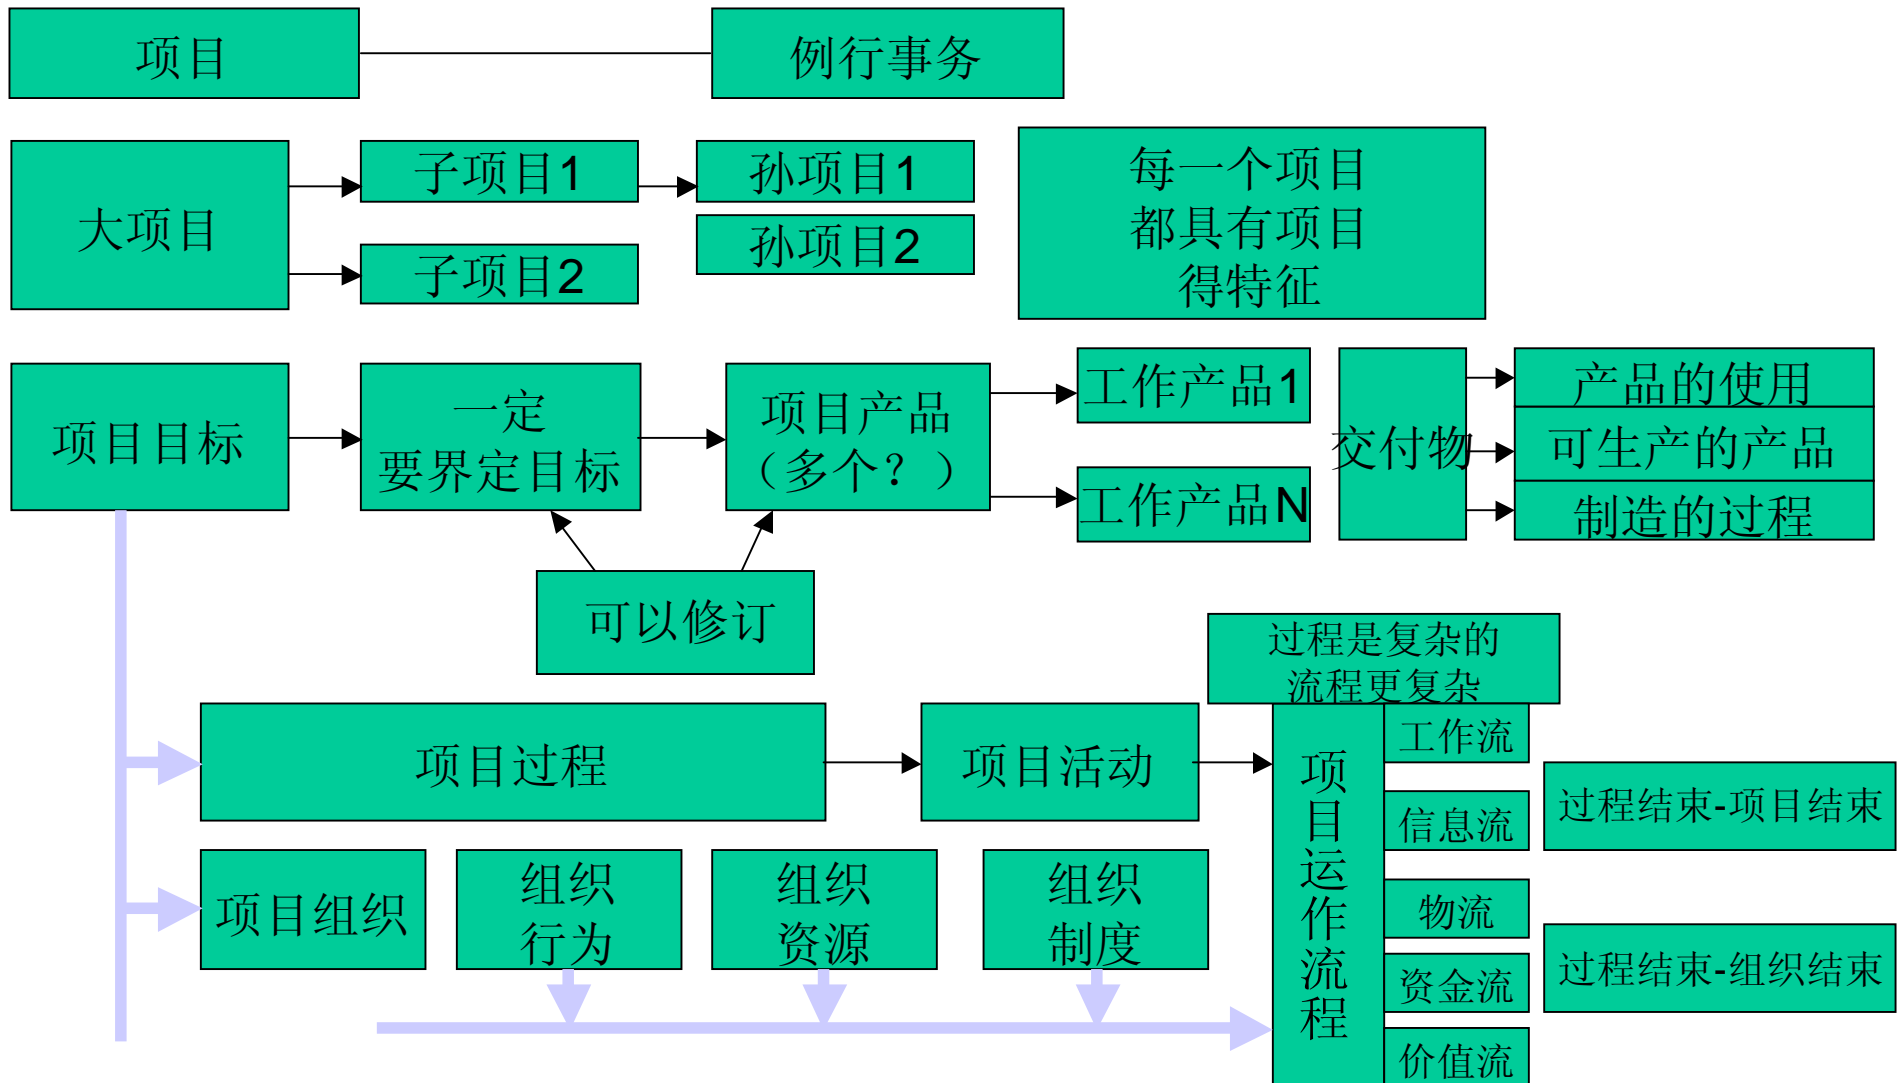 项目
例行事务
大项目
子项目1
孙项目1
孙项目2
子项目2
每一个项目
都具有项目
得特征
项目目标
一定
要界定目标
项目产品
（多个？）
工作产品1
工作产品N
交付物
产品的使用
可生产的产品
制造的过程
可以修订
过程是复杂的
流程更复杂
项目过程
项目活动
项目运作流程
工作流
信息流
物流
资金流
价值流
过程结束-项目结束
过程结束-组织结束
项目组织
组织
行为
组织
资源
组织
制度